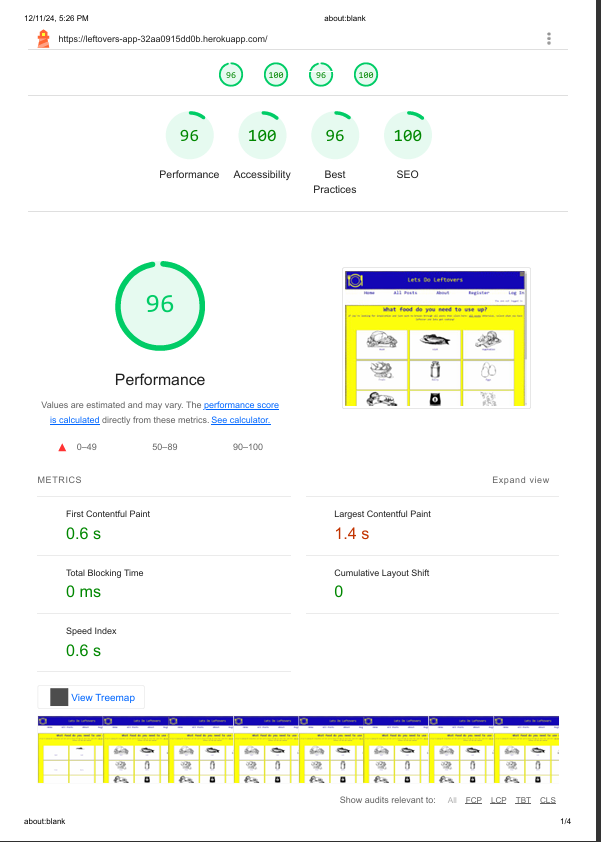 12/11/24, 5:26 PM about:blank
https://leftovers-app-32aa0915dd0b.herokuapp.com/
96 100 96 100
96 100 96 100
Performance Accessibility Best Practices SEO
96
Performance
Values are estimated and may vary. The performance score
is calculated directly from these metrics. See calculator.
0–49 50–89 90–100
Lets Do Leftovers
Home All Posts About Register Log In
What food do you need to use up?
METRICS Expand view
First Contentful Paint
0.6 s
Largest Contentful Paint
1.4 s
Total Blocking Time
0 ms
Cumulative Layout Shift
0
Speed Index
0.6 s
View Treemap
Show audits relevant to: All FCP LCP TBT CLS
about:blank 1/4